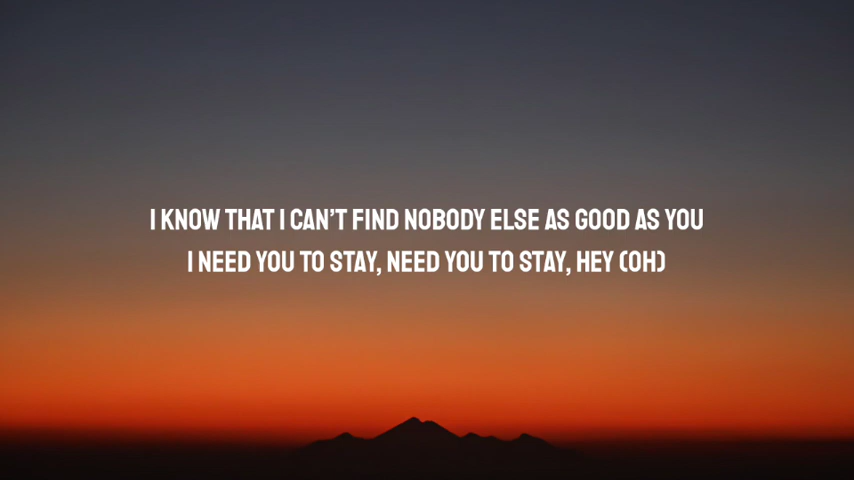 I KNOW THAT I CAN'T FIND NOBODY ELSE AS GOOD AS YOU
I NEED YOU TO STAY, NEED YOU TO STAY, HEY (OH)